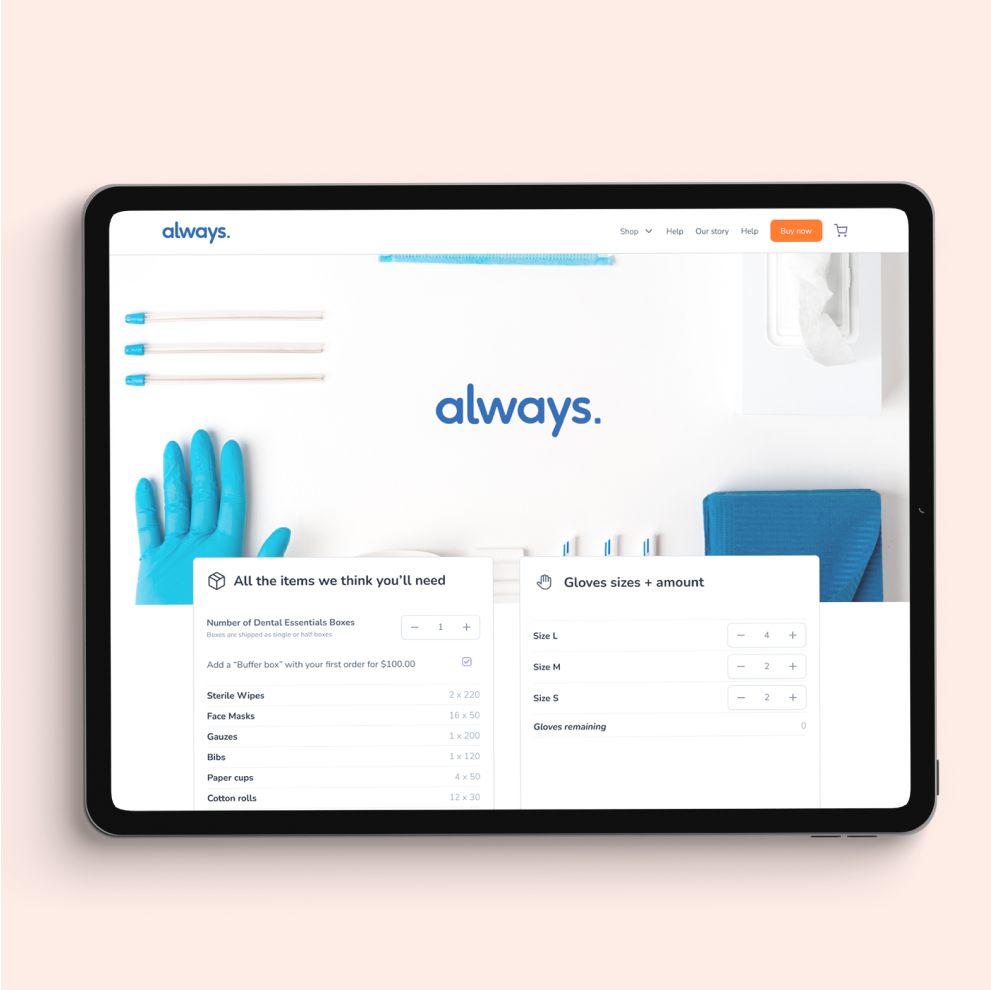 always.
Shop Help Our story Help Buy now
always.
All the items we think you'll need
Number of Dental Essentials Boxes
Boxes are shipped as single or half boxes
− 1 +
Add a “Buffer box” with your first order for $100.00
Sterile Wipes 2 x 220
Face Masks 16 x 50
Gauzes 1 x 200
Bibs 1 x 120
Paper cups 4 x 50
Cotton rolls 12 x 30
Gloves sizes + amount
Size L − 4 +
Size M − 2 +
Size S − 2 +
Gloves remaining 0